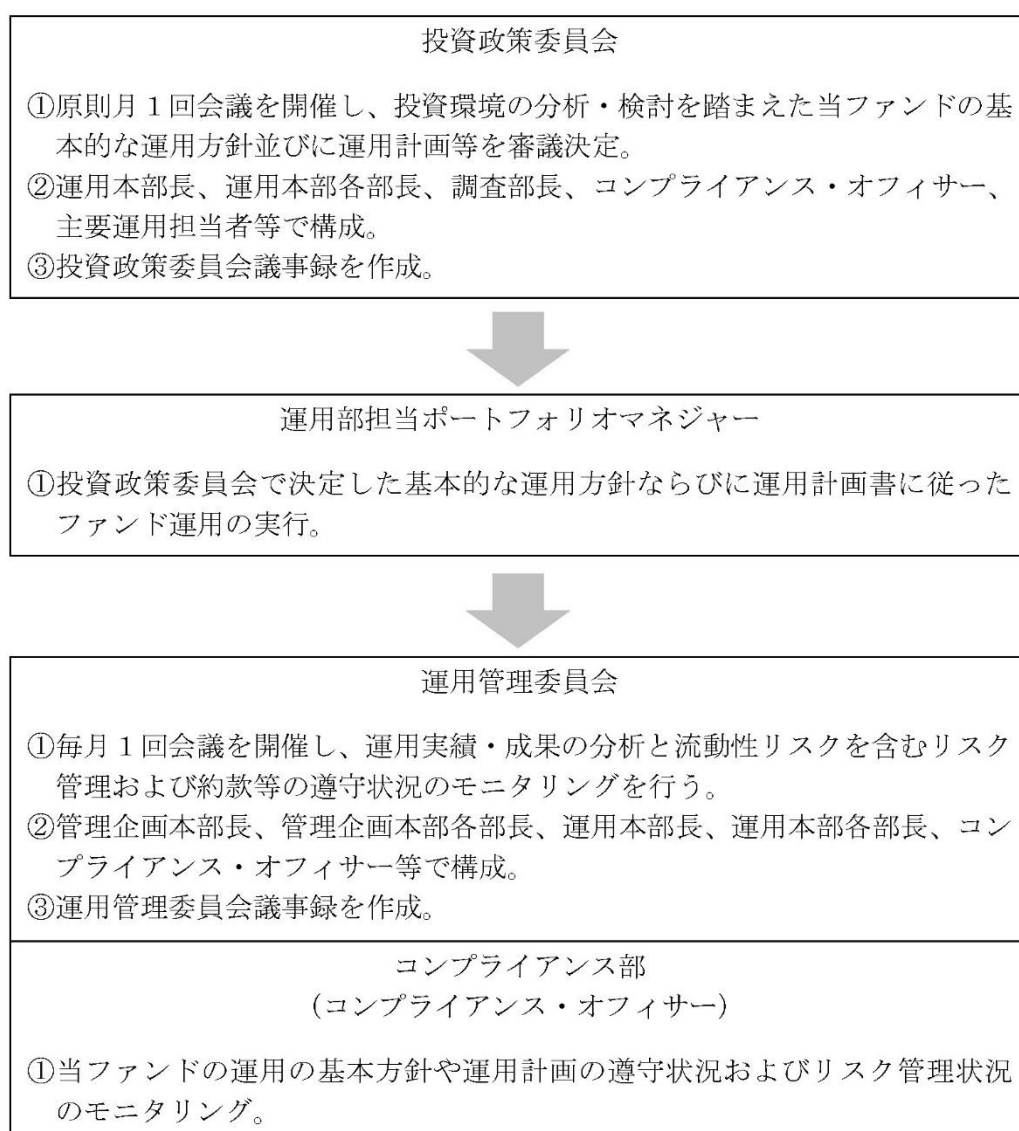 投資政策委員会
①原則月１回会議を開催し、投資環境の分析・検討を踏まえた当ファンドの基
本的な運用方針並びに運用計画等を審議決定。
②運用本部長、運用本部各部長、調査部長、コンプライアンス・オフィサー、
主要運用担当者等で構成。
③投資政策委員会議事録を作成。
運用部担当ポートフォリオマネジャー
①投資政策委員会で決定した基本的な運用方針ならびに運用計画書に従った
ファンド運用の実行。
運用管理委員会
①毎月１回会議を開催し、運用実績・成果の分析と流動性リスクを含むリスク
管理および約款等の遵守状況のモニタリングを行う。
②管理企画本部長、管理企画本部各部長、運用本部長、運用本部各部長、コン
プライアンス・オフィサー等で構成。
③運用管理委員会議事録を作成。
コンプライアンス部
（コンプライアンス・オフィサー）
①当ファンドの運用の基本方針や運用計画の遵守状況およびリスク管理状況
のモニタリング。